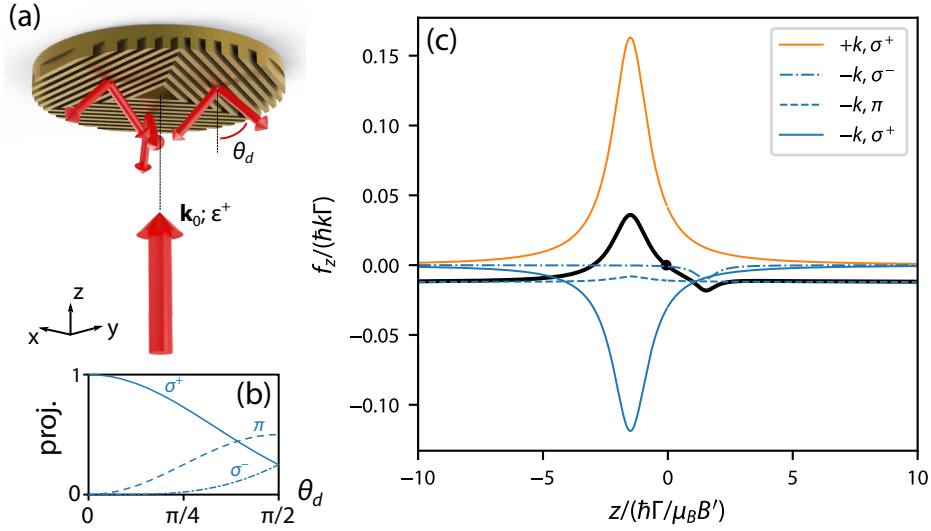 (a)
θd
k0; ε+
z
x
y
(b)
proj.
1
0
σ+
π
σ−
0
π/4
π/2
θd
(c)
fz/(ħkΓ)
0.15
0.10
0.05
0.00
−0.05
−0.10
+k, σ+
−k, σ−
−k, π
−k, σ+
−10
−5
0
5
10
z/(ħΓ/μBB′)